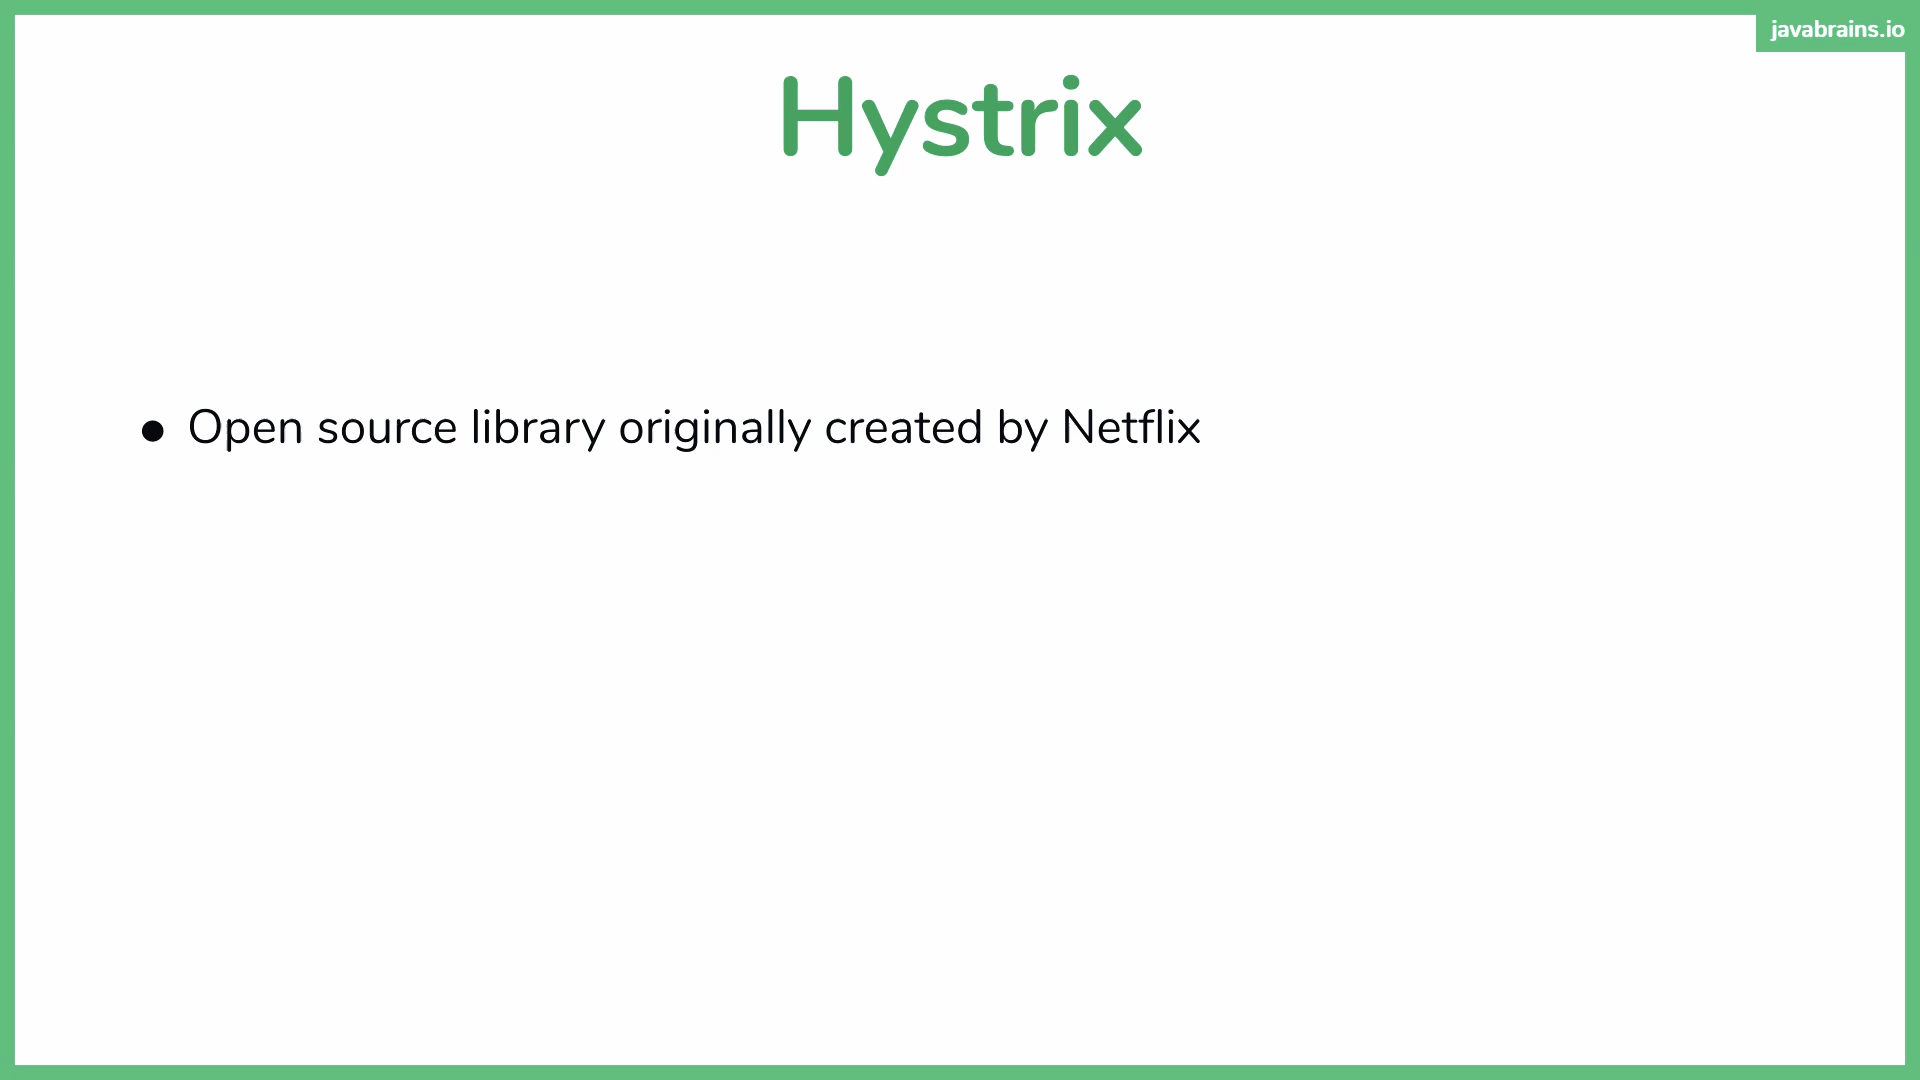 javabrains.io
Hystrix
● Open source library originally created by Netflix